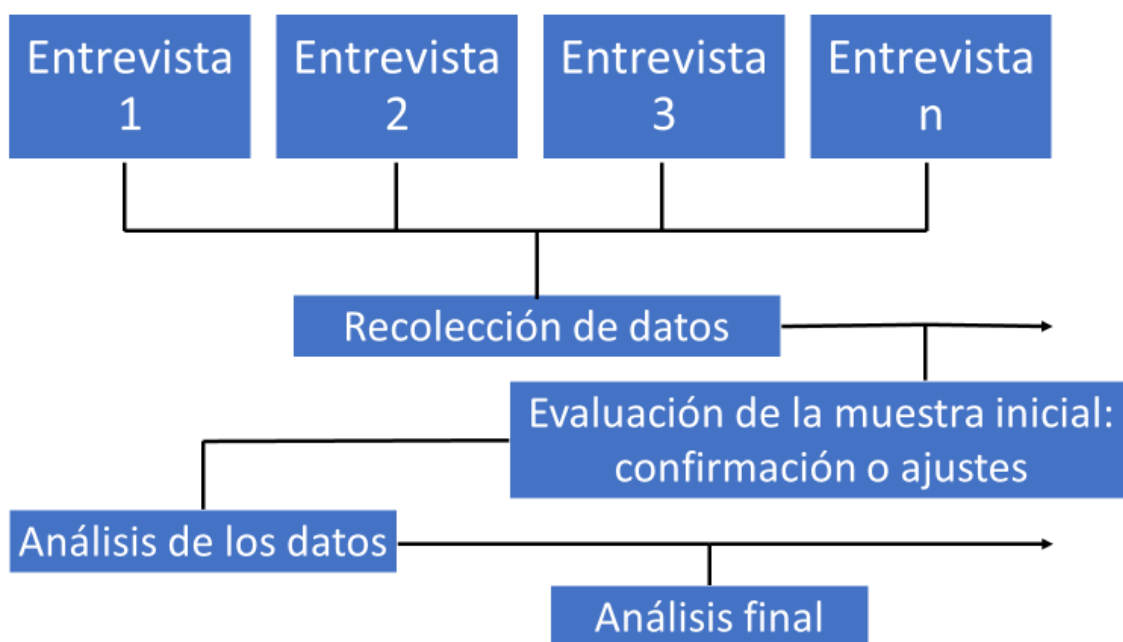 Entrevista
1
Entrevista
2
Entrevista
3
Entrevista
n
Recolección de datos
Evaluación de la muestra inicial:
confirmación o ajustes
Análisis de los datos
Análisis final